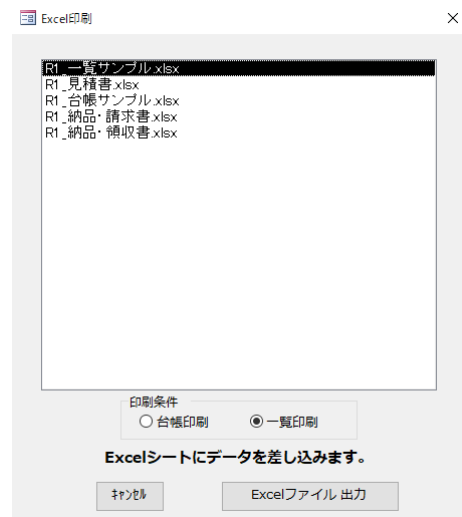 Excel印刷
R1_一覧サンプル.xlsx
R1_見積書.xlsx
R1_台帳サンプル.xlsx
R1_納品・請求書.xlsx
R1_納品・領収書.xlsx
印刷条件
台帳印刷 一覧印刷
Excelシートにデータを差し込みます。
ｷｬﾝｾﾙ Excelファイル 出力